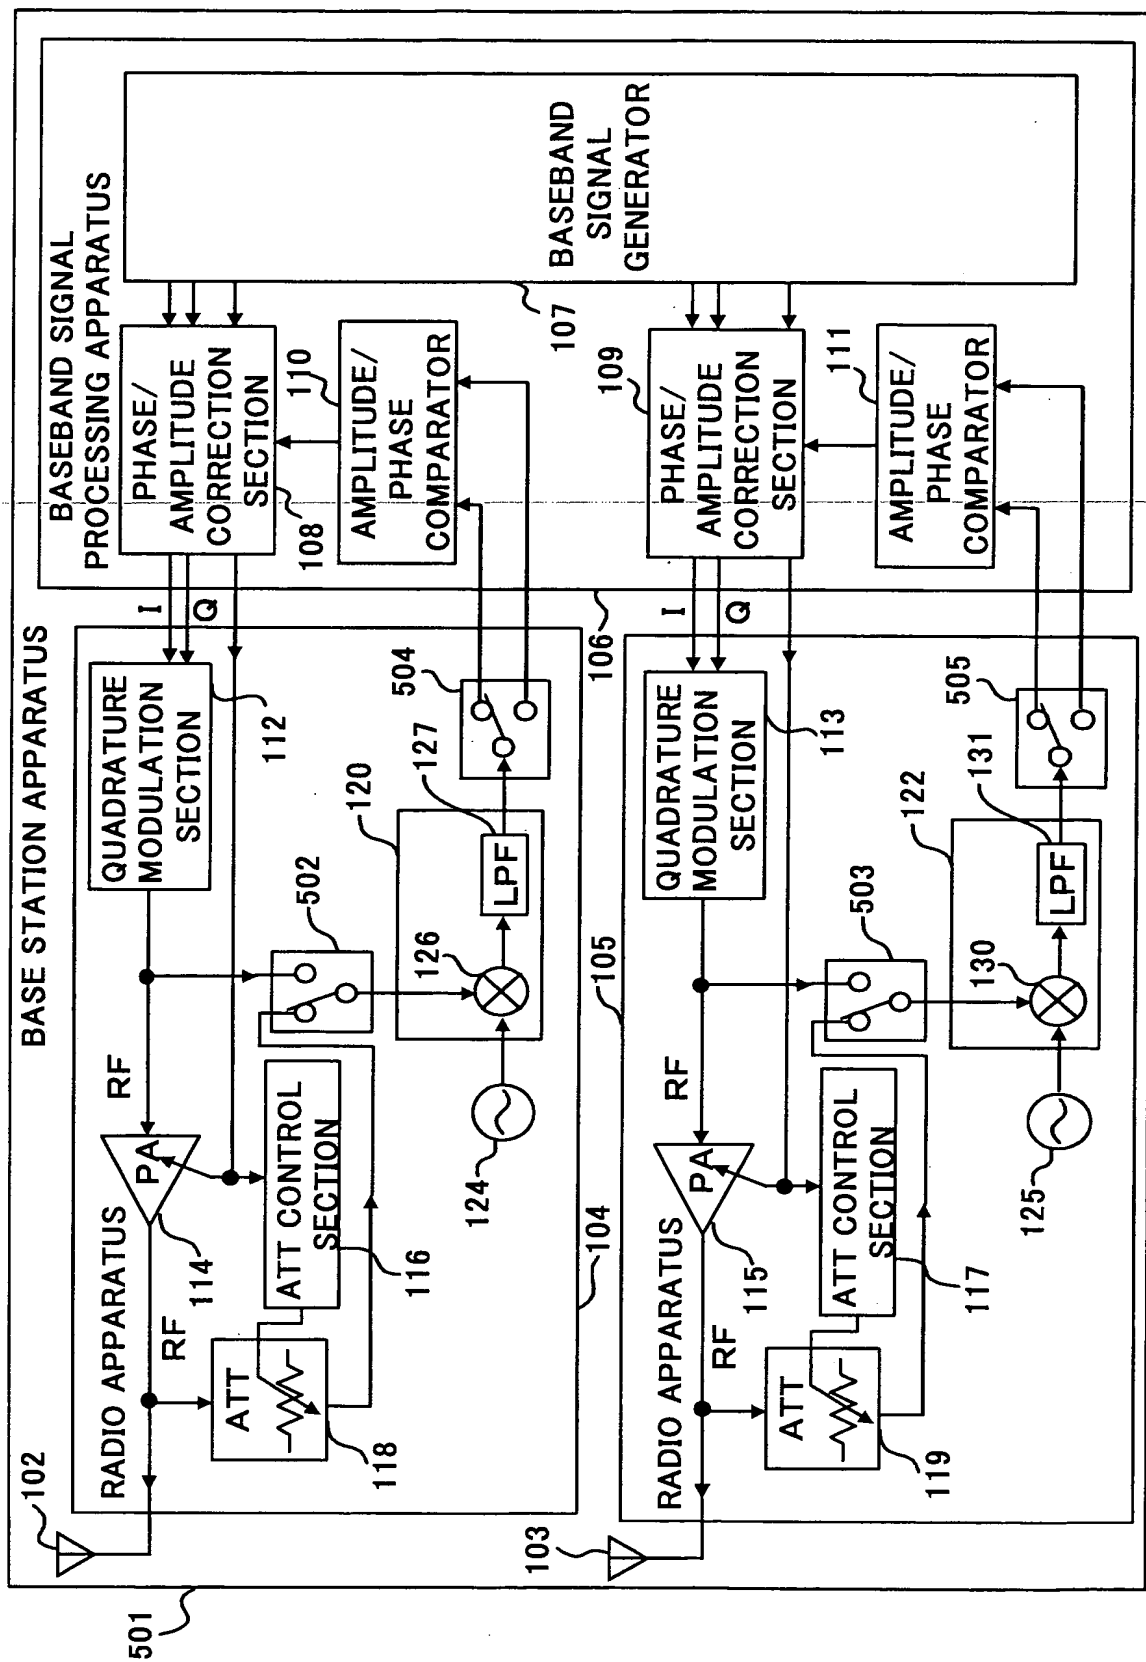 BASE STATION APPARATUS
501
102
103
RADIO APPARATUS
RF
114
PA
RF
ATT
118
ATT CONTROL
SECTION
116
QUADRATURE
MODULATION
SECTION
112
502
120
126
127
LPF
124
504
104
I
Q
BASEBAND SIGNAL
PROCESSING APPARATUS
PHASE/
AMPLITUDE
CORRECTION
SECTION
108
110
AMPLITUDE/
PHASE
COMPARATOR
107
BASEBAND
SIGNAL
GENERATOR
106
RADIO APPARATUS
RF
115
PA
RF
ATT
119
ATT CONTROL
SECTION
117
105
QUADRATURE
MODULATION
SECTION
113
503
122
130
131
LPF
125
505
I
Q
109
PHASE/
AMPLITUDE
CORRECTION
SECTION
111
AMPLITUDE/
PHASE
COMPARATOR